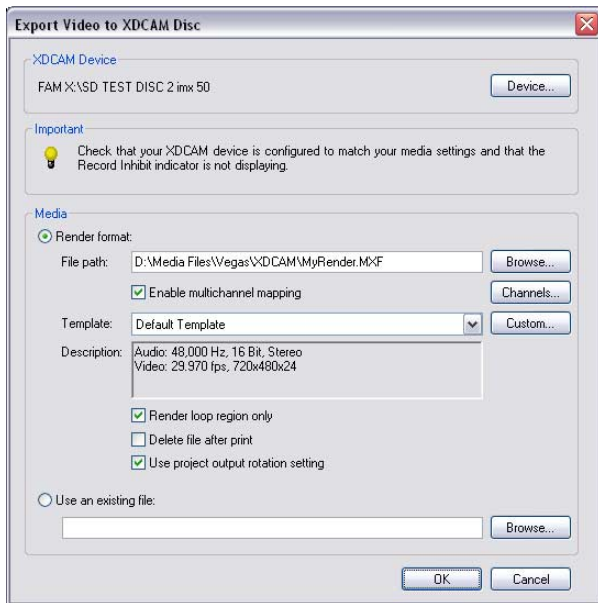 Export Video to XDCAM Disc
XDCAM Device
FAM X:\SD TEST DISC 2 imx 50
Device...
Important
Check that your XDCAM device is configured to match your media settings and that the
Record Inhibit indicator is not displaying.
Media
Render format:
File path: D:\Media Files\Vegas\XDCAM\MyRender.MXF Browse...
Enable multichannel mapping Channels...
Template: Default Template Custom...
Description: Audio: 48,000 Hz, 16 Bit, Stereo
Video: 29.970 fps, 720x480x24
Render loop region only
Delete file after print
Use project output rotation setting
Use an existing file:
Browse...
OK Cancel